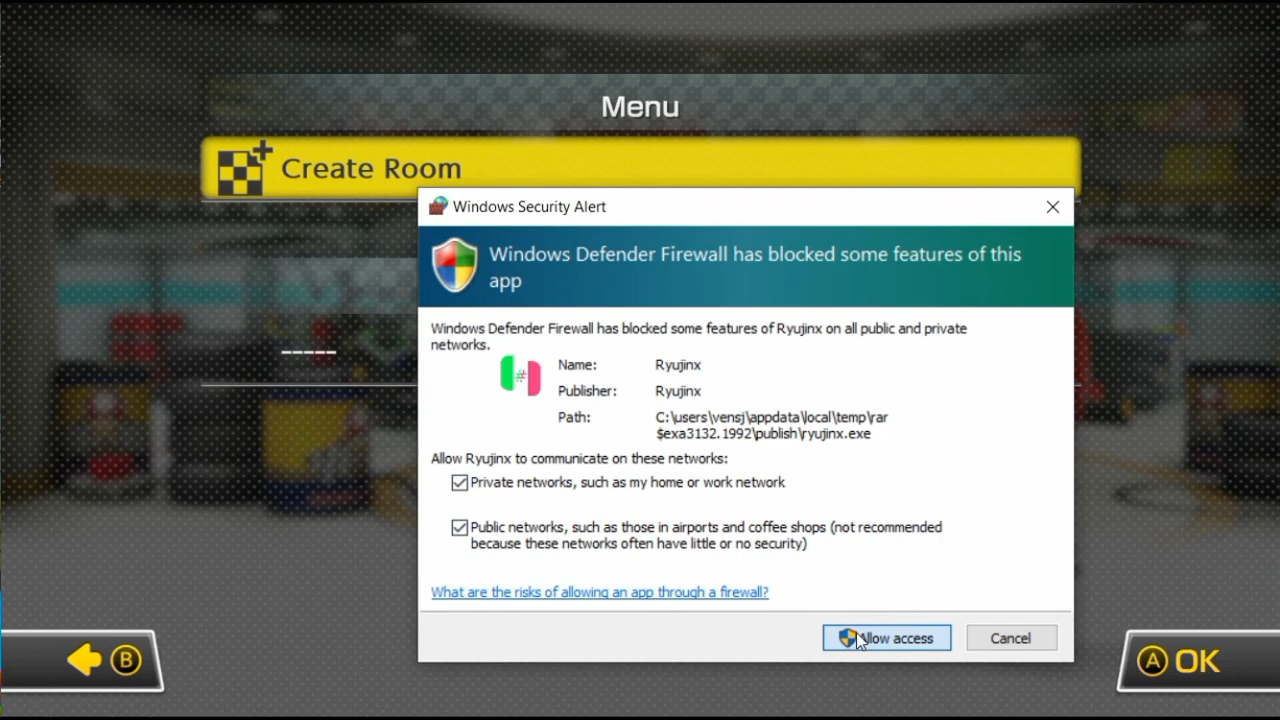 Menu
Create Room
Windows Security Alert
Windows Defender Firewall has blocked some features of this
app
Windows Defender Firewall has blocked some features of Ryujinx on all public and private
networks.
#
Name: Ryujinx
Publisher: Ryujinx
Path: C:\users\vensj\appdata\local\temp\rar
$exa3132.1992\publish\ryujinx.exe
-----
Allow Ryujinx to communicate on these networks:
Private networks, such as my home or work network
Public networks, such as those in airports and coffee shops (not recommended
because these networks often have little or no security)
What are the risks of allowing an app through a firewall?
Allow access
Cancel
B
A OK